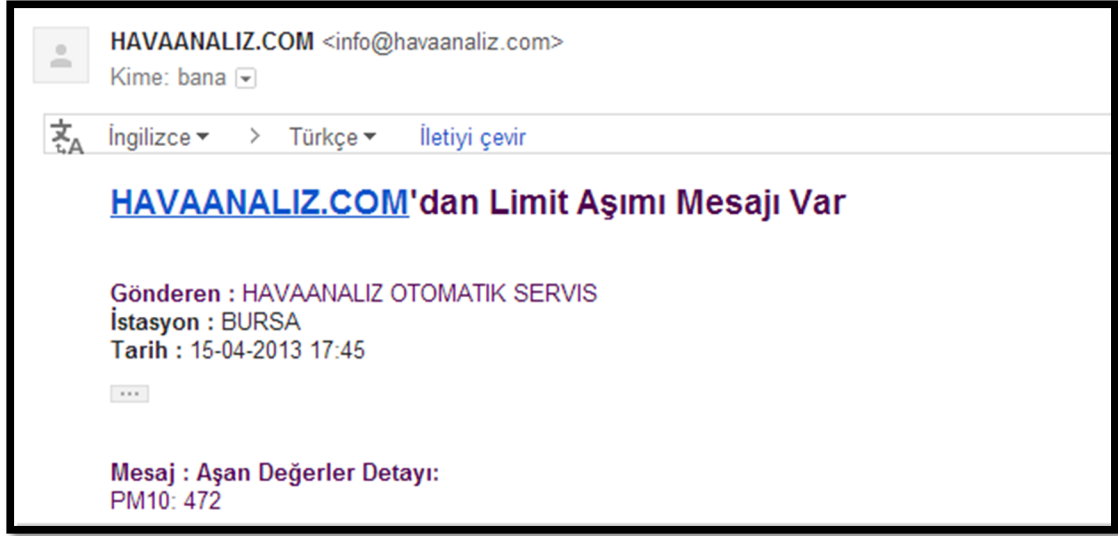 HAVAANALIZ.COM <info@havaanaliz.com>
Kime: bana
İngilizce > Türkçe İletiyi çevir
HAVAANALIZ.COM'dan Limit Aşımı Mesajı Var
Gönderen : HAVAANALIZ OTOMATIK SERVIS
İstasyon : BURSA
Tarih : 15-04-2013 17:45
Mesaj : Aşan Değerler Detayı:
PM10: 472